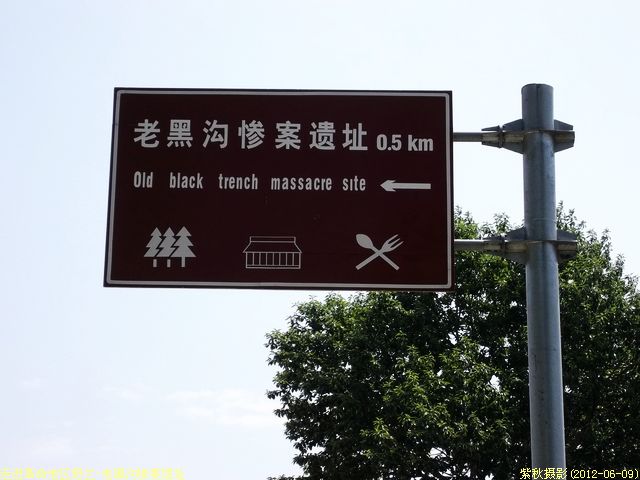 老黑沟惨案遗址 0.5 km
Old black trench massacre site
紫秋摄影 (2012-06-09)